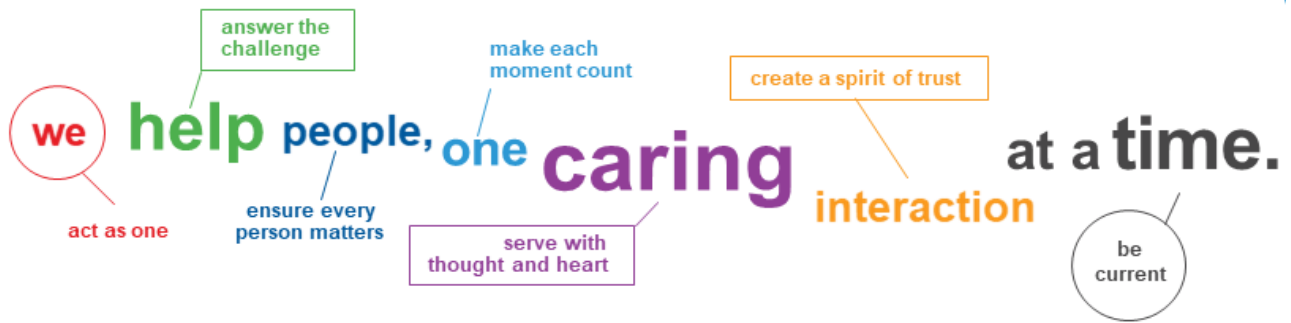 answer the
challenge
make each
moment count
create a spirit of trust
we help people, one caring interaction at a time.
act as one
ensure every
person matters
serve with
thought and heart
be
current